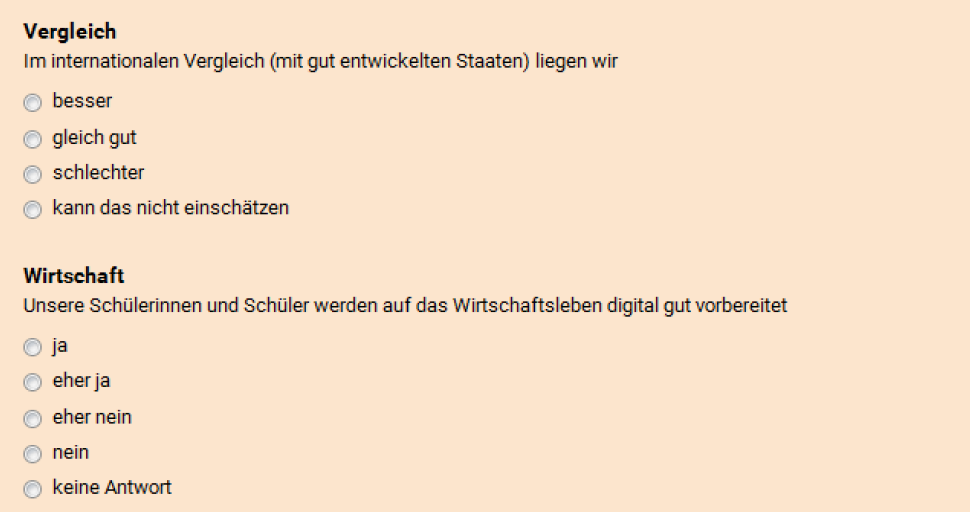 Vergleich
Im internationalen Vergleich (mit gut entwickelten Staaten) liegen wir
besser
gleich gut
schlechter
kann das nicht einschätzen
Wirtschaft
Unsere Schülerinnen und Schüler werden auf das Wirtschaftsleben digital gut vorbereitet
ja
eher ja
eher nein
nein
keine Antwort